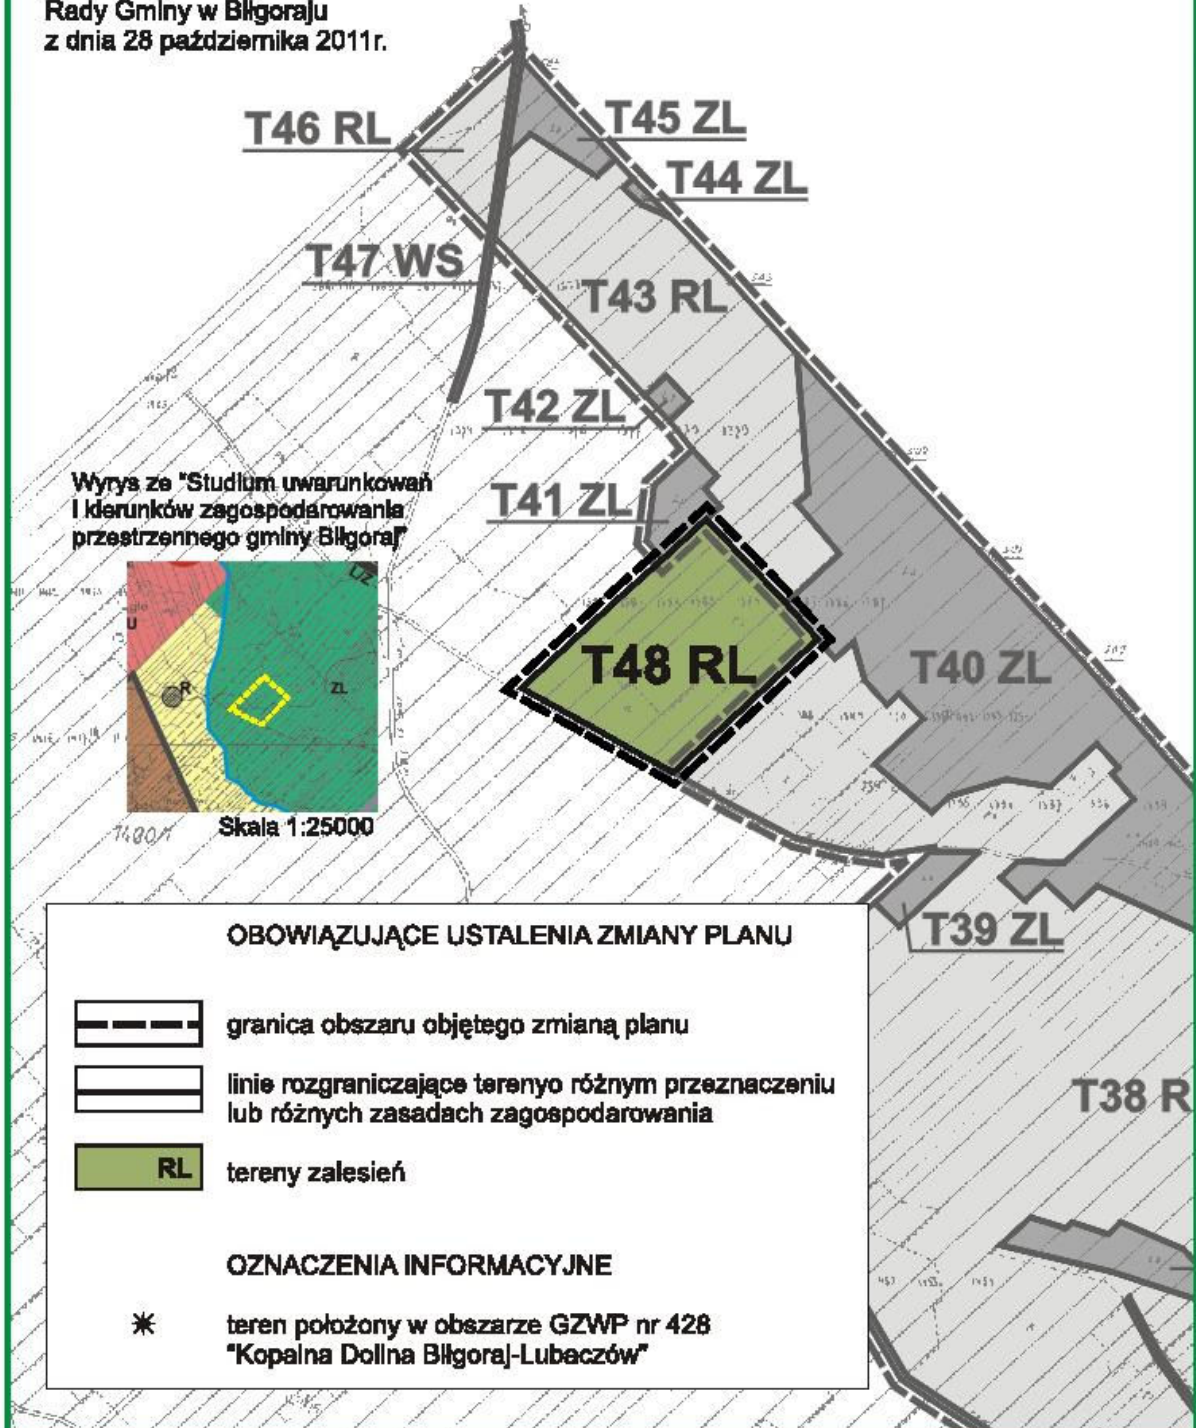 Rady Gminy w Biłgoraju
z dnia 28 października 2011r.
T46 RL
T45 ZL
T44 ZL
T47 WS
T43 RL
T42 ZL
T41 ZL
Wyrys ze "Studium uwarunkowań
i kierunków zagospodarowania
przestrzennego gminy Biłgoraj"
L/Z
U
R
ZL
Skala 1:25000
1480/1
T48 RL
T40 ZL
T39 ZL
T38 R
OBOWIĄZUJĄCE USTALENIA ZMIANY PLANU
granica obszaru objętego zmianą planu
linie rozgraniczające terenyo różnym przeznaczeniu
lub różnych zasadach zagospodarowania
RL
tereny zalesień
OZNACZENIA INFORMACYJNE
teren położony w obszarze GZWP nr 428
"Kopalna Dolina Biłgoraj-Lubaczów"